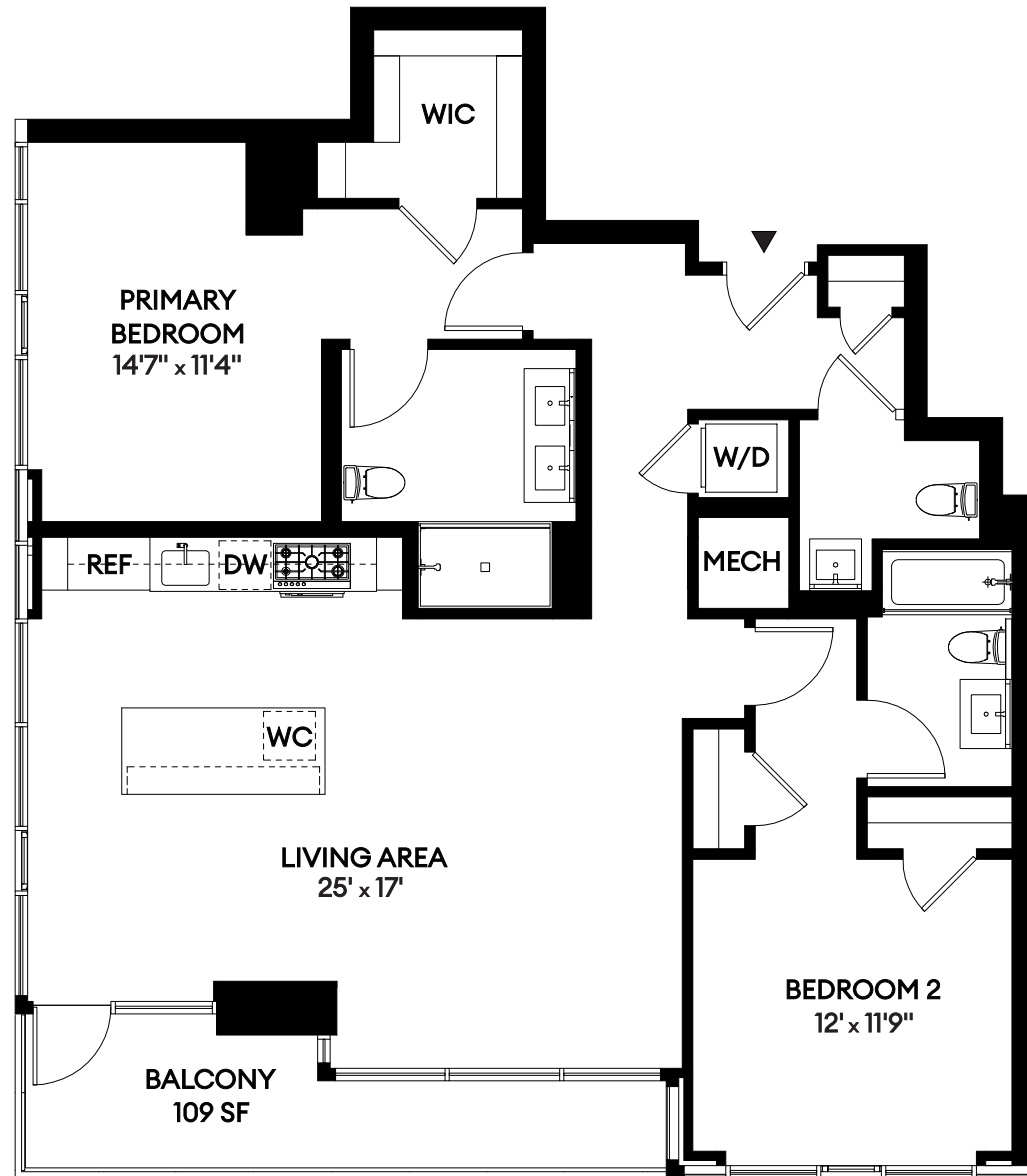 WIC
PRIMARY
BEDROOM
14'7" x 11'4"
W/D
MECH
REF
DW
WC
LIVING AREA
25' x 17'
BEDROOM 2
12' x 11'9"
BALCONY
109 SF